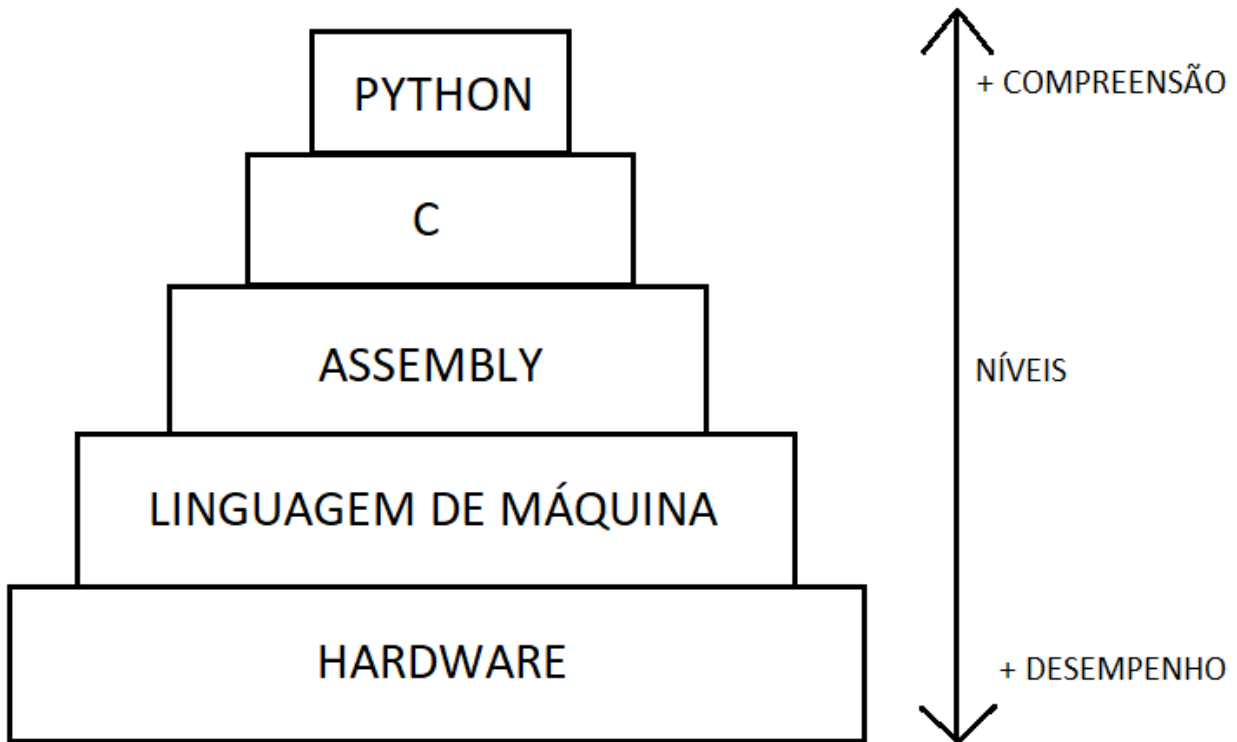 PYTHON
+ COMPREENSÃO
C
ASSEMBLY
NÍVEIS
LINGUAGEM DE MÁQUINA
HARDWARE
+ DESEMPENHO